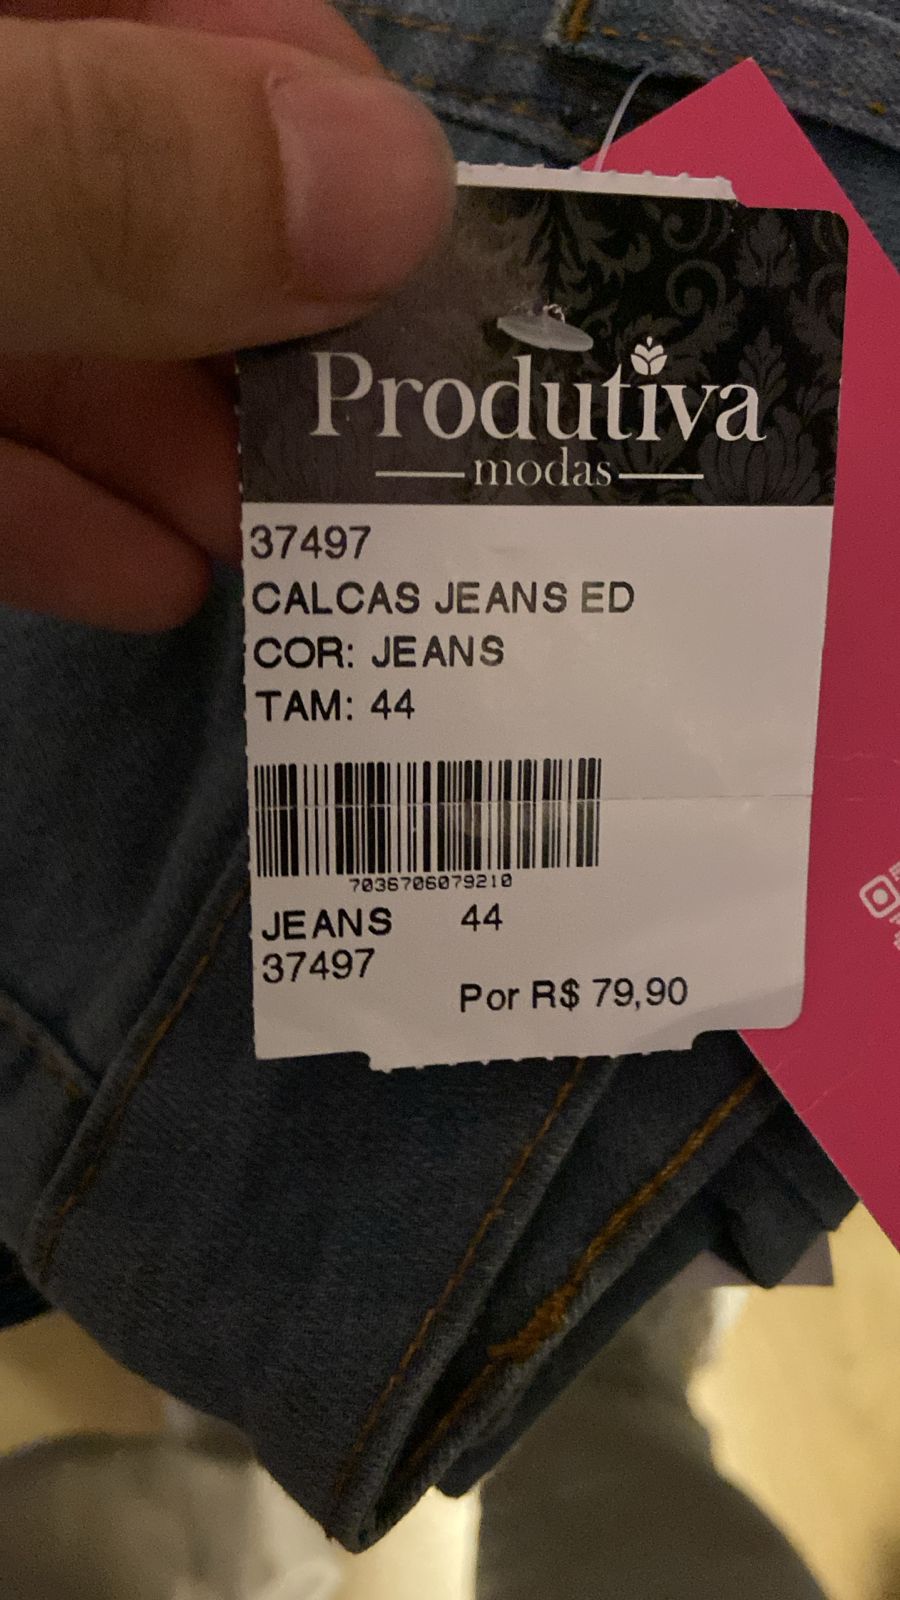 Produtiva
modas
37497
CALCAS JEANS ED
COR: JEANS
TAM: 44
7036706079210
JEANS 44
37497
Por R$ 79,90